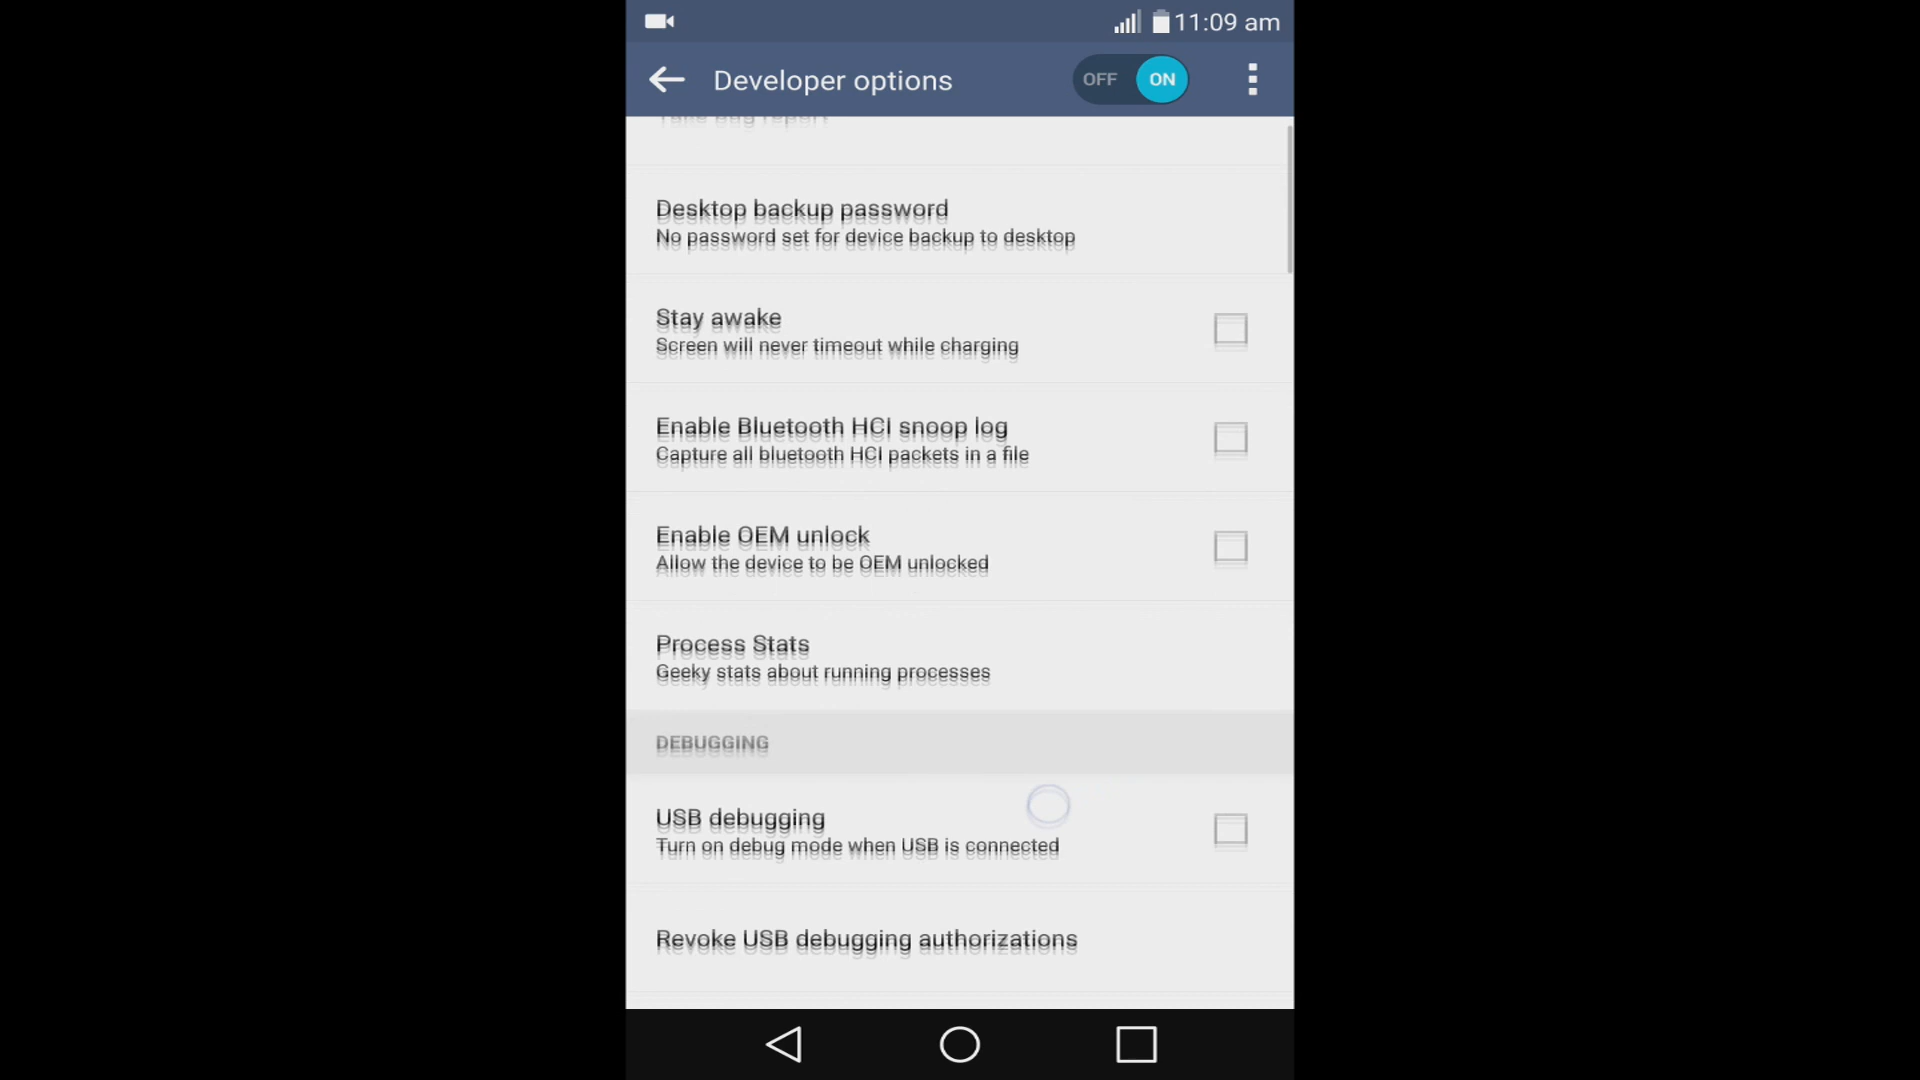 11:09 am
Developer options
OFF ON
Take bug report
Desktop backup password
No password set for device backup to desktop
Stay awake
Screen will never timeout while charging
Enable Bluetooth HCI snoop log
Capture all bluetooth HCI packets in a file
Enable OEM unlock
Allow the device to be OEM unlocked
Process Stats
Geeky stats about running processes
DEBUGGING
USB debugging
Turn on debug mode when USB is connected
Revoke USB debugging authorizations